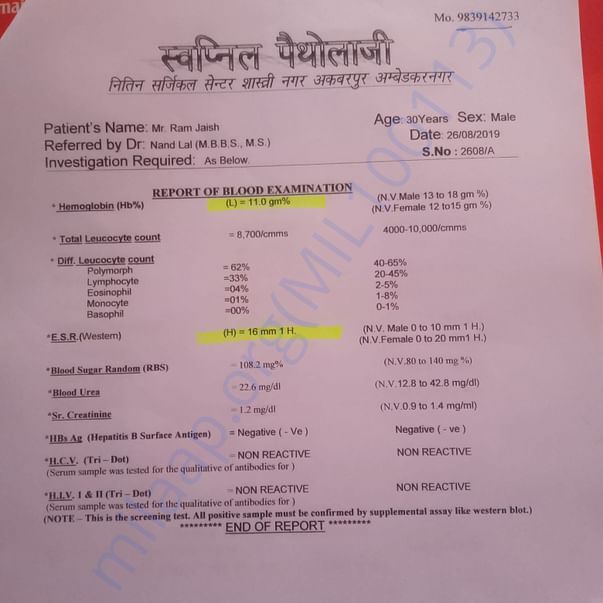 Mo. 9839142733
स्वप्निल पैथोलाजी
नितिन सर्जिकल सेन्टर शास्त्री नगर अकबरपुर अम्बेडकरनगर
Patient's Name: Mr. Ram Jaish Age: 30Years Sex: Male
Referred by Dr: Nand Lal (M.B.B.S., M.S.) Date: 26/08/2019
Investigation Required: As Below. S.No : 2608/A
REPORT OF BLOOD EXAMINATION
* Hemoglobin (Hb%) (L) = 11.0 gm% (N.V.Male 13 to 18 gm %)
(N.V.Female 12 to15 gm %)
* Total Leucocyte count = 8,700/cmms 4000-10,000/cmms
* Diff. Leucocyte count
Polymorph =62% 40-65%
Lymphocyte =33% 20-45%
Eosinophil =04% 2-5%
Monocyte =01% 1-8%
Basophil =00% 0-1%
*E.S.R.(Western) (H) = 16 mm 1 H. (N.V. Male 0 to 10 mm 1 H.)
(N.V.Female 0 to 20 mm1 H.)
*Blood Sugar Random (RBS) = 108.2 mg% (N.V.80 to 140 mg %)
*Blood Urea = 22.6 mg/dl (N.V.12.8 to 42.8 mg/dl)
*Sr. Creatinine = 1.2 mg/dl (N.V.0.9 to 1.4 mg/ml)
*HBs Ag (Hepatitis B Surface Antigen) = Negative ( - Ve ) Negative ( - ve )
*H.C.V. (Tri – Dot) = NON REACTIVE NON REACTIVE
(Serum sample was tested for the qualitative of antibodies for )
*H.I.V. I & II (Tri – Dot) = NON REACTIVE NON REACTIVE
(Serum sample was tested for the qualitative of antibodies for )
(NOTE – This is the screening test. All positive sample must be confirmed by supplemental assay like western blot.)
********* END OF REPORT *********
milaap.org(MIL100113)